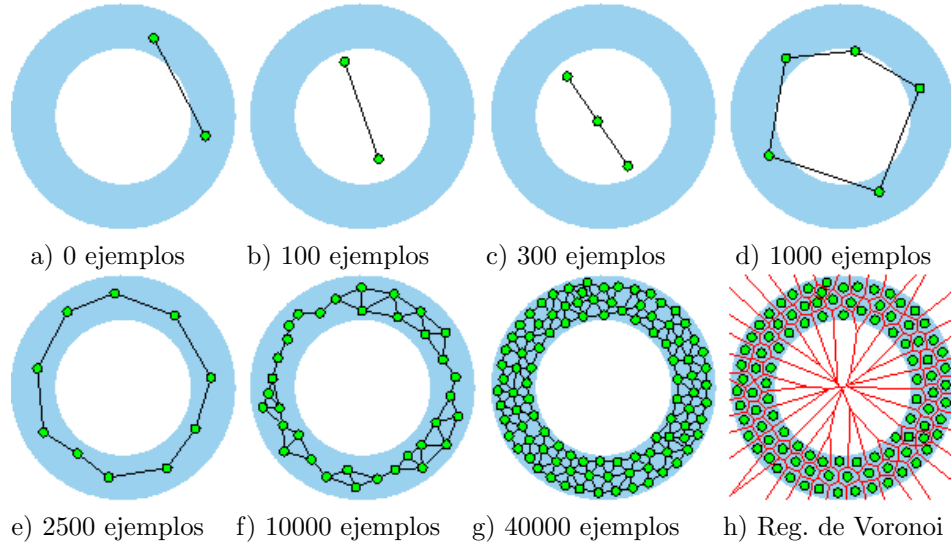 a) 0 ejemplos
b) 100 ejemplos
c) 300 ejemplos
d) 1000 ejemplos
e) 2500 ejemplos
f) 10000 ejemplos
g) 40000 ejemplos
h) Reg. de Voronoi